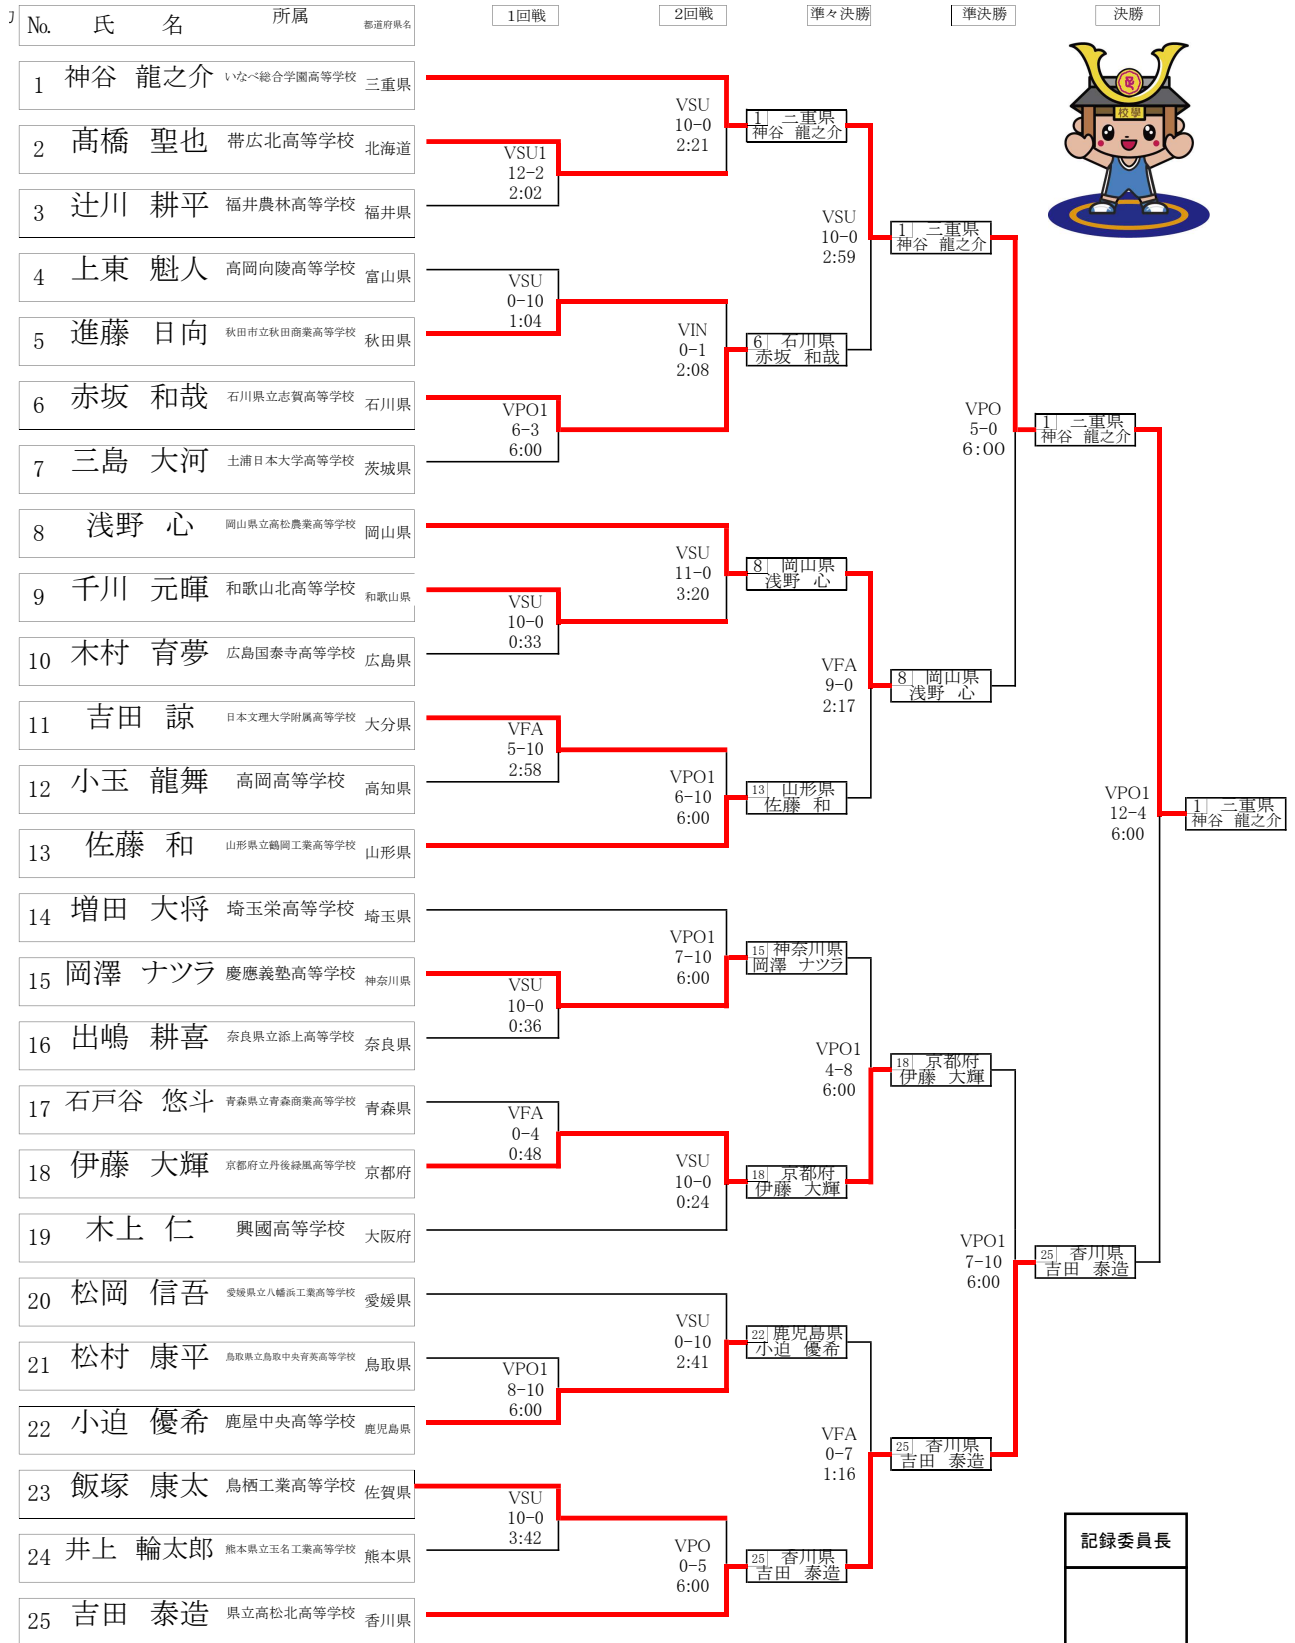 No. 氏 名 所属 都道府県名 1回戦 2回戦 準々決勝 準決勝 決勝
1 神谷 龍之介 いなべ総合学園高等学校 三重県
2 髙橋 聖也 帯広北高等学校 北海道
3 辻川 耕平 福井農林高等学校 福井県
4 上東 魁人 高岡向陵高等学校 富山県
5 進藤 日向 秋田市立秋田商業高等学校 秋田県
6 赤坂 和哉 石川県立志賀高等学校 石川県
7 三島 大河 土浦日本大学高等学校 茨城県
8 浅野 心 岡山県立高松農業高等学校 岡山県
9 千川 元暉 和歌山北高等学校 和歌山県
10 木村 育夢 広島国泰寺高等学校 広島県
11 吉田 諒 日本文理大学附属高等学校 大分県
12 小玉 龍舞 高岡高等学校 高知県
13 佐藤 和 山形県立鶴岡工業高等学校 山形県
14 増田 大将 埼玉栄高等学校 埼玉県
15 岡澤 ナツラ 慶應義塾高等学校 神奈川県
16 出嶋 耕喜 奈良県立添上高等学校 奈良県
17 石戸谷 悠斗 青森県立青森商業高等学校 青森県
18 伊藤 大輝 京都府立丹後緑風高等学校 京都府
19 木上 仁 興國高等学校 大阪府
20 松岡 信吾 愛媛県立八幡浜工業高等学校 愛媛県
21 松村 康平 鳥取県立鳥取中央育英高等学校 鳥取県
22 小迫 優希 鹿屋中央高等学校 鹿児島県
23 飯塚 康太 鳥栖工業高等学校 佐賀県
24 井上 輪太郎 熊本県立玉名工業高等学校 熊本県
25 吉田 泰造 県立高松北高等学校 香川県
VSU1
12-2
2:02
VSU
0-10
1:04
VPO1
6-3
6:00
VSU
10-0
0:33
VFA
5-10
2:58
VSU
10-0
0:36
VFA
0-4
0:48
VPO1
8-10
6:00
VSU
10-0
3:42
VSU
10-0
2:21
VIN
0-1
2:08
VSU
11-0
3:20
VPO1
6-10
6:00
VPO1
7-10
6:00
VSU
10-0
0:24
VSU
0-10
2:41
VPO
0-5
6:00
1 三重県
神谷 龍之介
6 石川県
赤坂 和哉
8 岡山県
浅野 心
13 山形県
佐藤 和
15 神奈川県
岡澤 ナツラ
18 京都府
伊藤 大輝
22 鹿児島県
小迫 優希
25 香川県
吉田 泰造
VSU
10-0
2:59
VFA
9-0
2:17
VPO1
4-8
6:00
VFA
0-7
1:16
1 三重県
神谷 龍之介
8 岡山県
浅野 心
18 京都府
伊藤 大輝
25 香川県
吉田 泰造
VPO
5-0
6:00
VPO1
7-10
6:00
1 三重県
神谷 龍之介
25 香川県
吉田 泰造
VPO1
12-4
6:00
1 三重県
神谷 龍之介
校學
記録委員長